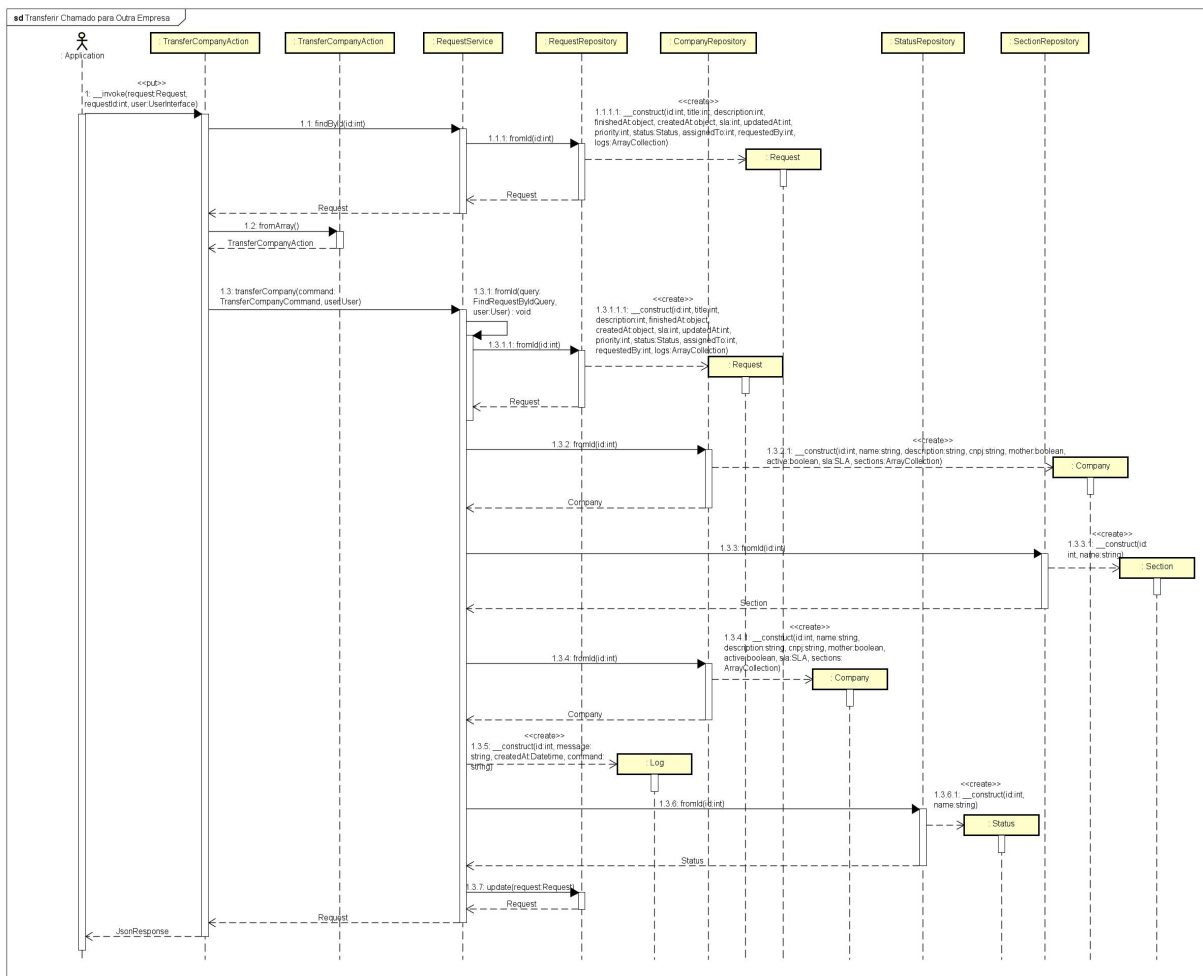 sd Transferir Chamado para Outra Empresa
: Application
: TransferCompanyAction
: TransferCompanyAction
: RequestService
: RequestRepository
: CompanyRepository
: StatusRepository
: SectionRepository
<<put>>
1: __invoke(request:Request,
requestId:int, user:UserInterface)
1.1: findById(id:int)
1.1.1: fromId(id:int)
<<create>>
1.1.1.1: __construct(id:int, title:int, description:int,
finishedAt:object, createdAt:object, sla:int, updatedAt:int,
priority:int, status:Status, assignedTo:int, requestedBy:int,
logs:ArrayCollection)
: Request
Request
Request
1.2: fromArray()
TransferCompanyAction
1.3: transferCompany(command:
TransferCompanyCommand, user:User)
1.3.1: fromId(query:
FindRequestByIdQuery,
user:User) : void
1.3.1.1: fromId(id:int)
<<create>>
1.3.1.1.1: __construct(id:int, title:int,
description:int, finishedAt:object,
createdAt:object, sla:int, updatedAt:int,
priority:int, status:Status, assignedTo:int,
requestedBy:int, logs:ArrayCollection)
: Request
Request
1.3.2: fromId(id:int)
<<create>>
1.3.2.1: __construct(id:int, name:string, description:string, cnpj:string, mother:boolean,
active:boolean, sla:SLA, sections:ArrayCollection)
: Company
Company
1.3.3: fromId(id:int)
<<create>>
1.3.3.1: __construct(id:
int, name:string)
: Section
Section
<<create>>
1.3.4.1: __construct(id:int, name:string,
description:string, cnpj:string, mother:boolean,
active:boolean, sla:SLA, sections:
ArrayCollection)
1.3.4: fromId(id:int)
: Company
Company
<<create>>
1.3.5: __construct(id:int, message:
string, createdAt:Datetime, command:
string)
: Log
<<create>>
1.3.6.1: __construct(id:int,
name:string)
1.3.6: fromId(id:int)
: Status
Status
1.3.7: update(request:Request)
Request
Request
JsonResponse